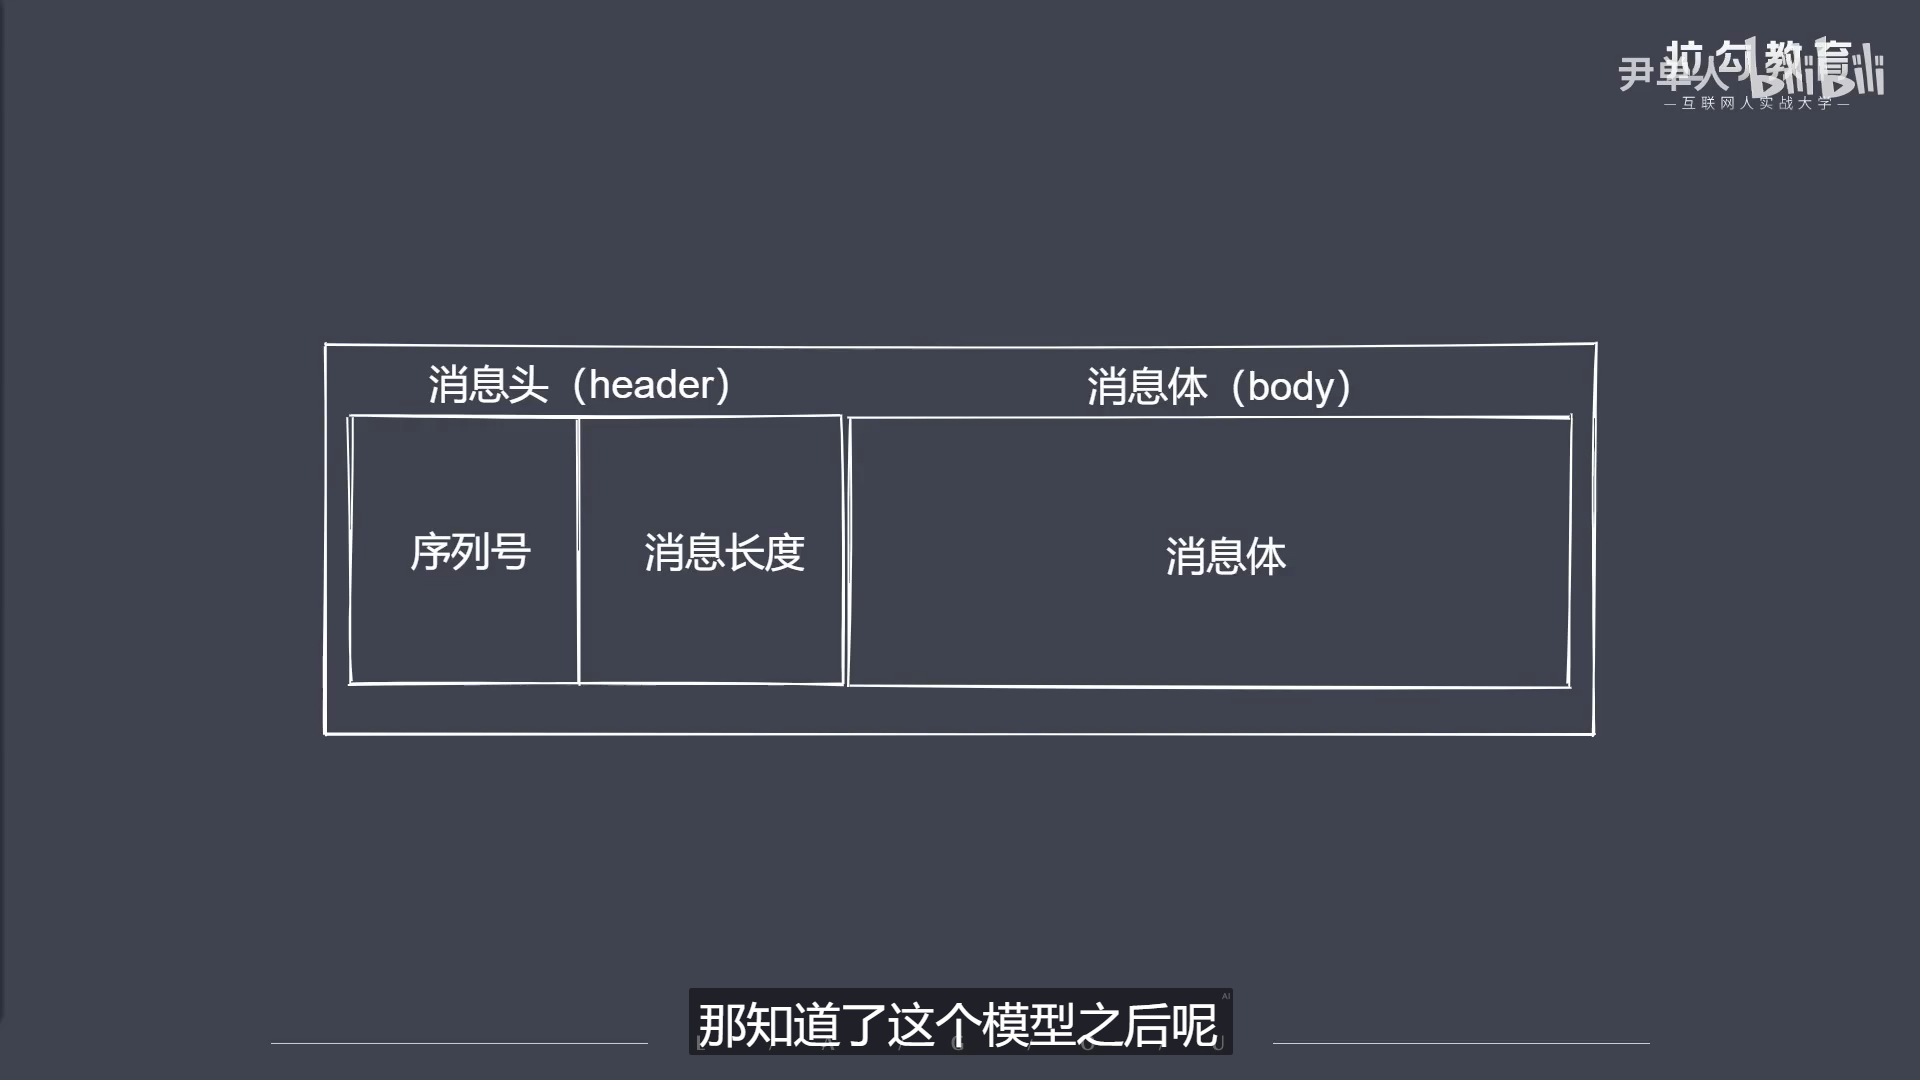 拉勾教育
尹单人
bilibili
—互联网人实战大学—
消息头（header）
消息体（body）
序列号
消息长度
消息体
AI
那知道了这个模型之后呢
L / A / G / O / U